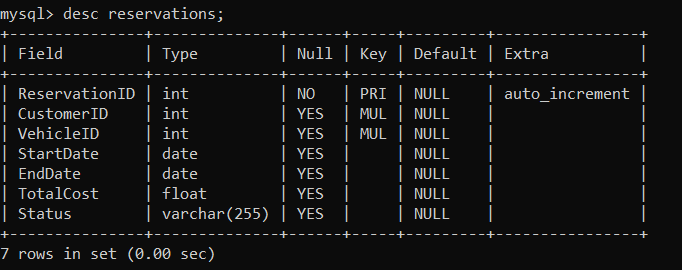 mysql> desc reservations;
+---------------+--------------+------+-----+---------+----------------+
| Field         | Type         | Null | Key | Default | Extra          |
+---------------+--------------+------+-----+---------+----------------+
| ReservationID | int          | NO   | PRI | NULL    | auto_increment |
| CustomerID    | int          | YES  | MUL | NULL    |                |
| VehicleID     | int          | YES  | MUL | NULL    |                |
| StartDate     | date         | YES  |     | NULL    |                |
| EndDate       | date         | YES  |     | NULL    |                |
| TotalCost     | float        | YES  |     | NULL    |                |
| Status        | varchar(255) | YES  |     | NULL    |                |
+---------------+--------------+------+-----+---------+----------------+
7 rows in set (0.00 sec)